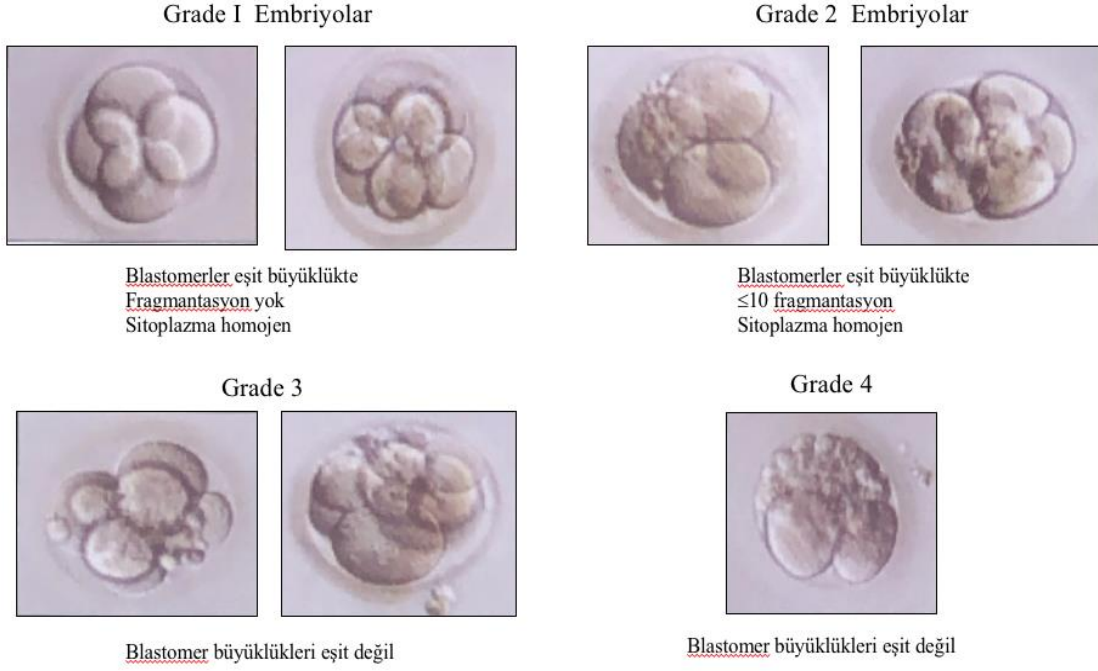 Grade I Embriyolar
Grade 2 Embriyolar
Blastomerler eşit büyüklükte
Fragmantasyon yok
Sitoplazma homojen
Blastomerler eşit büyüklükte
≤10 fragmantasyon
Sitoplazma homojen
Grade 3
Grade 4
Blastomer büyüklükleri eşit değil
Blastomer büyüklükleri eşit değil